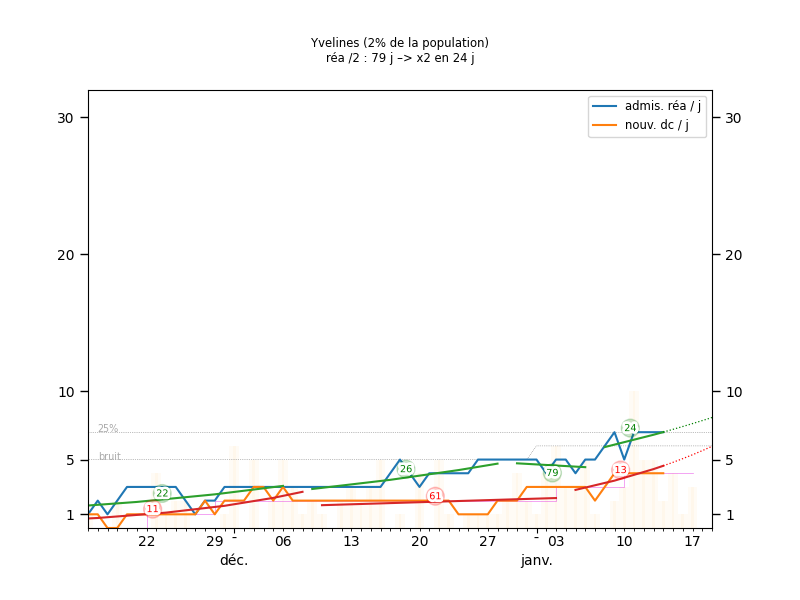 Yvelines (2% de la population)
réa /2 : 79 j –> x2 en 24 j
admis. réa / j
nouv. dc / j
30 30
20 20
10 10
25%
24
bruit
5 5
26
79
13
22
61
11
1 1
22 29 - 06 13 20 27 - 03 10 17
déc. janv.